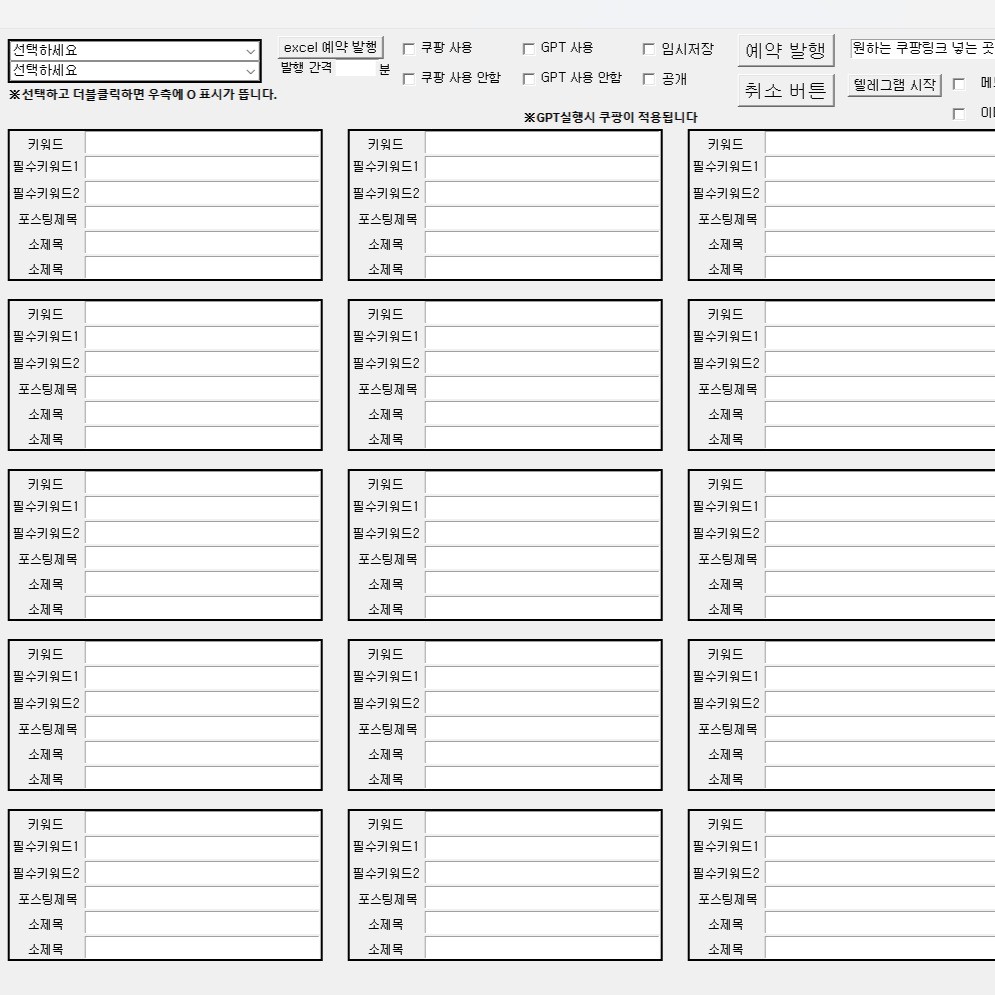 선택하세요
선택하세요
※선택하고 더블클릭하면 우측에 O 표시가 뜹니다.
excel 예약 발행
발행 간격 분
쿠팡 사용 GPT 사용 임시저장
쿠팡 사용 안함 GPT 사용 안함 공개
예약 발행
취소 버튼
원하는 쿠팡링크 넣는 곳
텔레그램 시작
※GPT실행시 쿠팡이 적용됩니다
키워드 키워드 키워드
필수키워드1 필수키워드1 필수키워드1
필수키워드2 필수키워드2 필수키워드2
포스팅제목 포스팅제목 포스팅제목
소제목 소제목 소제목
소제목 소제목 소제목
키워드 키워드 키워드
필수키워드1 필수키워드1 필수키워드1
필수키워드2 필수키워드2 필수키워드2
포스팅제목 포스팅제목 포스팅제목
소제목 소제목 소제목
소제목 소제목 소제목
키워드 키워드 키워드
필수키워드1 필수키워드1 필수키워드1
필수키워드2 필수키워드2 필수키워드2
포스팅제목 포스팅제목 포스팅제목
소제목 소제목 소제목
소제목 소제목 소제목
키워드 키워드 키워드
필수키워드1 필수키워드1 필수키워드1
필수키워드2 필수키워드2 필수키워드2
포스팅제목 포스팅제목 포스팅제목
소제목 소제목 소제목
소제목 소제목 소제목
키워드 키워드 키워드
필수키워드1 필수키워드1 필수키워드1
필수키워드2 필수키워드2 필수키워드2
포스팅제목 포스팅제목 포스팅제목
소제목 소제목 소제목
소제목 소제목 소제목